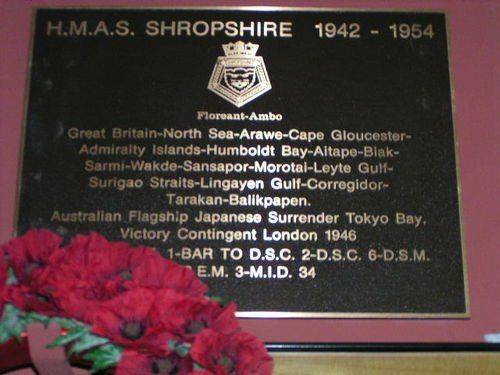 H.M.A.S. SHROPSHIRE 1942 - 1954
Floreant-Ambo
Great Britain-North Sea-Arawe-Cape Gloucester-
Admiralty Islands-Humboldt Bay-Aitape-Biak-
Sarmi-Wakde-Sansapor-Morotai-Leyte Gulf-
Surigao Straits-Lingayen Gulf-Corregidor-
Tarakan-Balikpapen.
Australian Flagship Japanese Surrender Tokyo Bay.
Victory Contingent London 1946
1-BAR TO D.S.C. 2-D.S.C. 6-D.S.M.
E.M. 3-M.I.D. 34